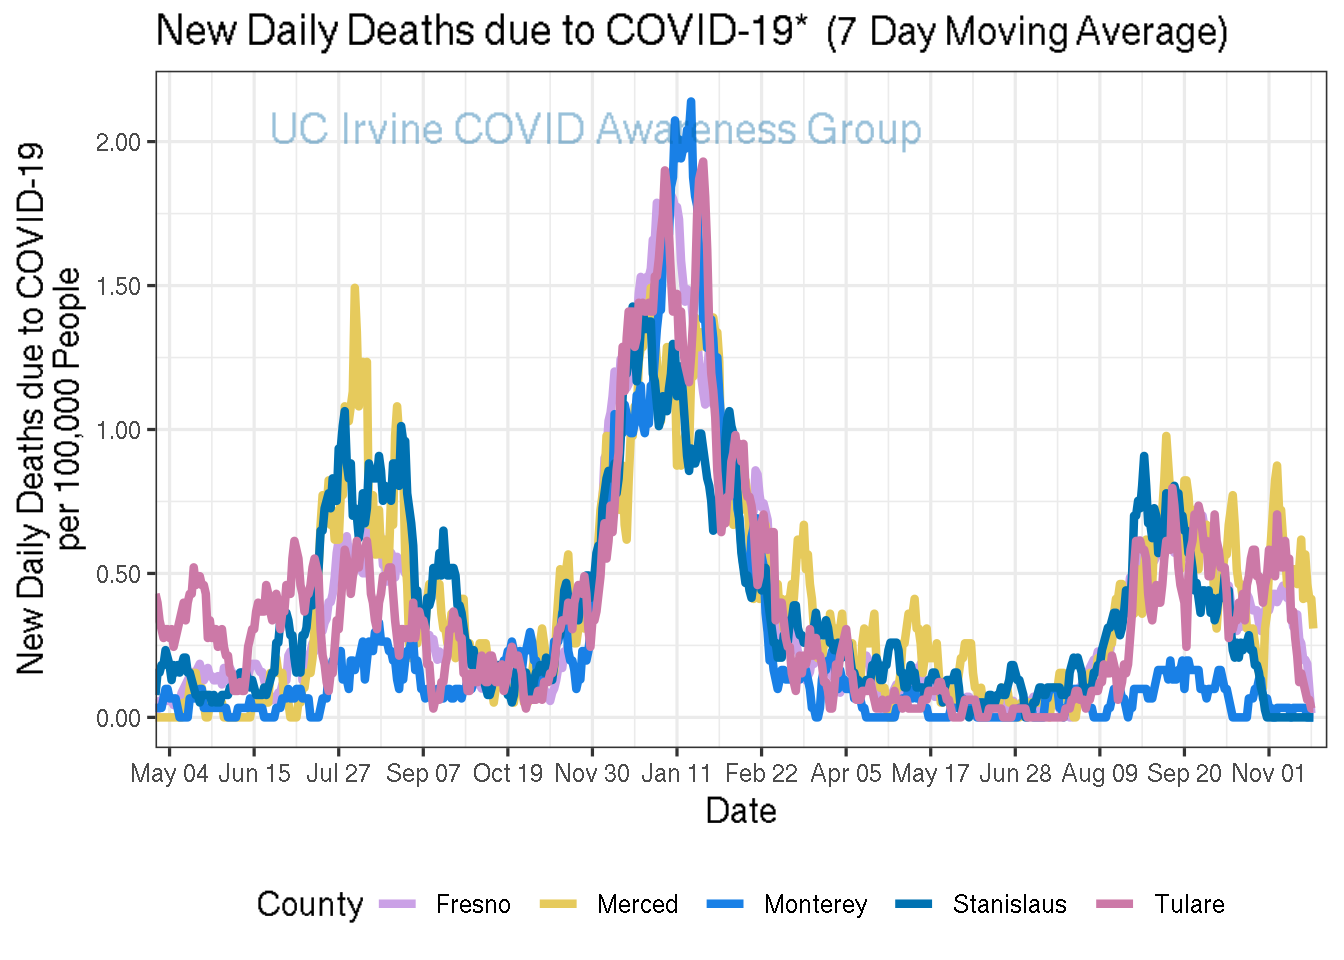 New Daily Deaths due to COVID-19* (7 Day Moving Average)
UC Irvine COVID Awareness Group
New Daily Deaths due to COVID-19
per 100,000 People
2.00
1.50
1.00
0.50
0.00
May 04 Jun 15 Jul 27 Sep 07 Oct 19 Nov 30 Jan 11 Feb 22 Apr 05 May 17 Jun 28 Aug 09 Sep 20 Nov 01
Date
County Fresno Merced Monterey Stanislaus Tulare